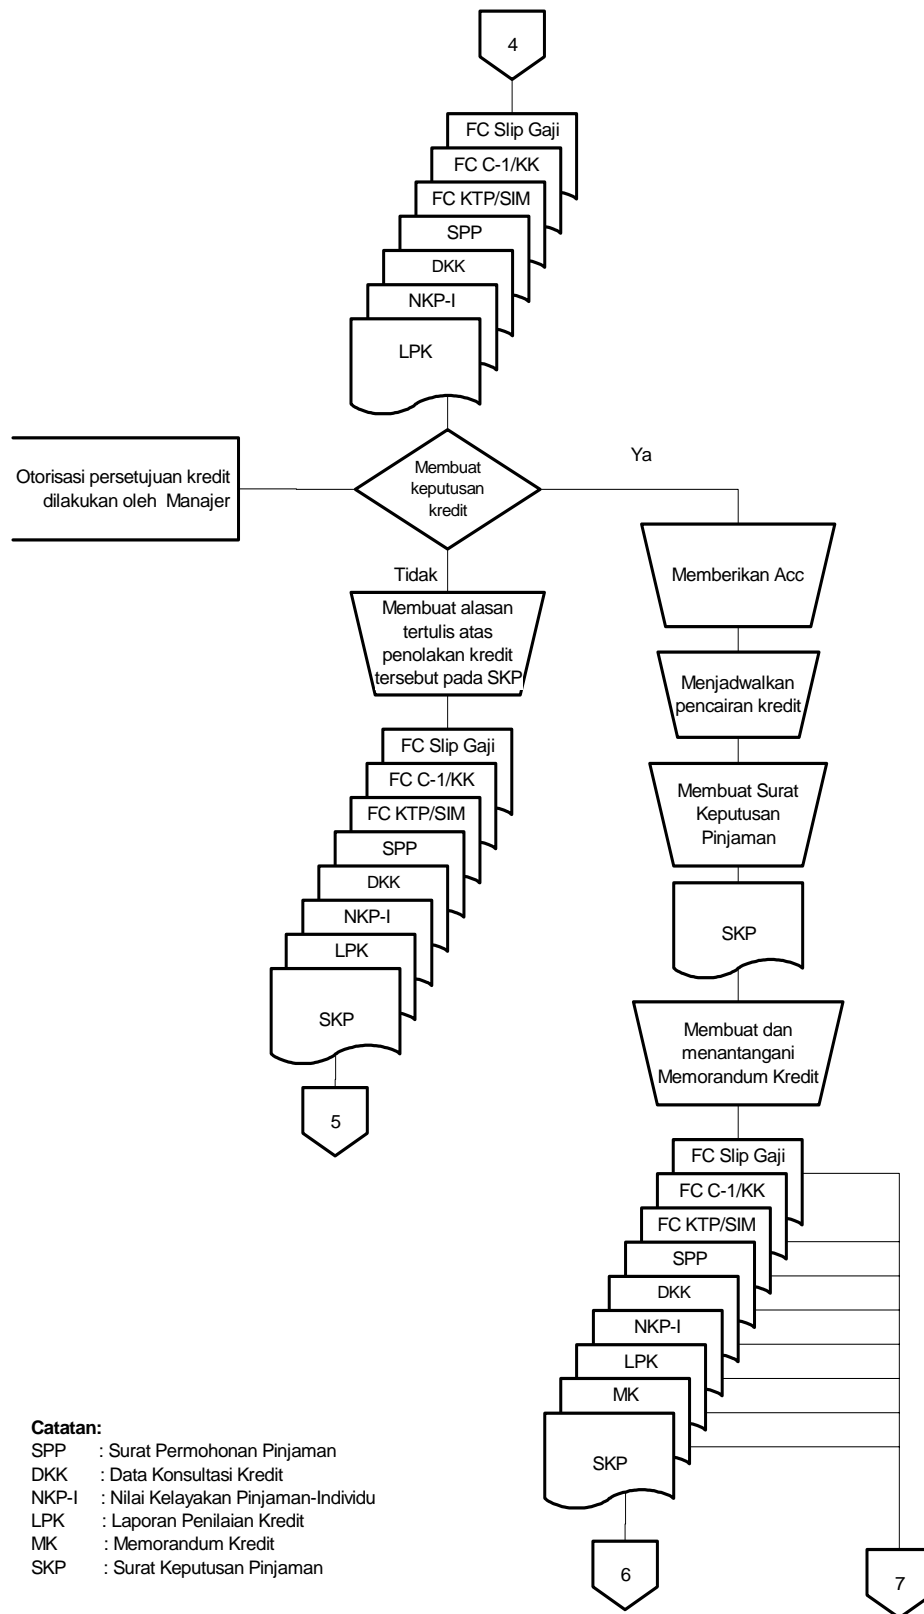 4
FC Slip Gaji
FC C-1/KK
FC KTP/SIM
SPP
DKK
NKP-I
LPK
Otorisasi persetujuan kredit
dilakukan oleh Manajer
Membuat
keputusan
kredit
Ya
Tidak
Membuat alasan
tertulis atas
penolakan kredit
tersebut pada SKP
FC Slip Gaji
FC C-1/KK
FC KTP/SIM
SPP
DKK
NKP-I
LPK
SKP
5
Memberikan Acc
Menjadwalkan
pencairan kredit
Membuat Surat
Keputusan
Pinjaman
SKP
Membuat dan
menantangani
Memorandum Kredit
FC Slip Gaji
FC C-1/KK
FC KTP/SIM
SPP
DKK
NKP-I
LPK
MK
SKP
6
7
Catatan:
SPP : Surat Permohonan Pinjaman
DKK : Data Konsultasi Kredit
NKP-I : Nilai Kelayakan Pinjaman-Individu
LPK : Laporan Penilaian Kredit
MK : Memorandum Kredit
SKP : Surat Keputusan Pinjaman